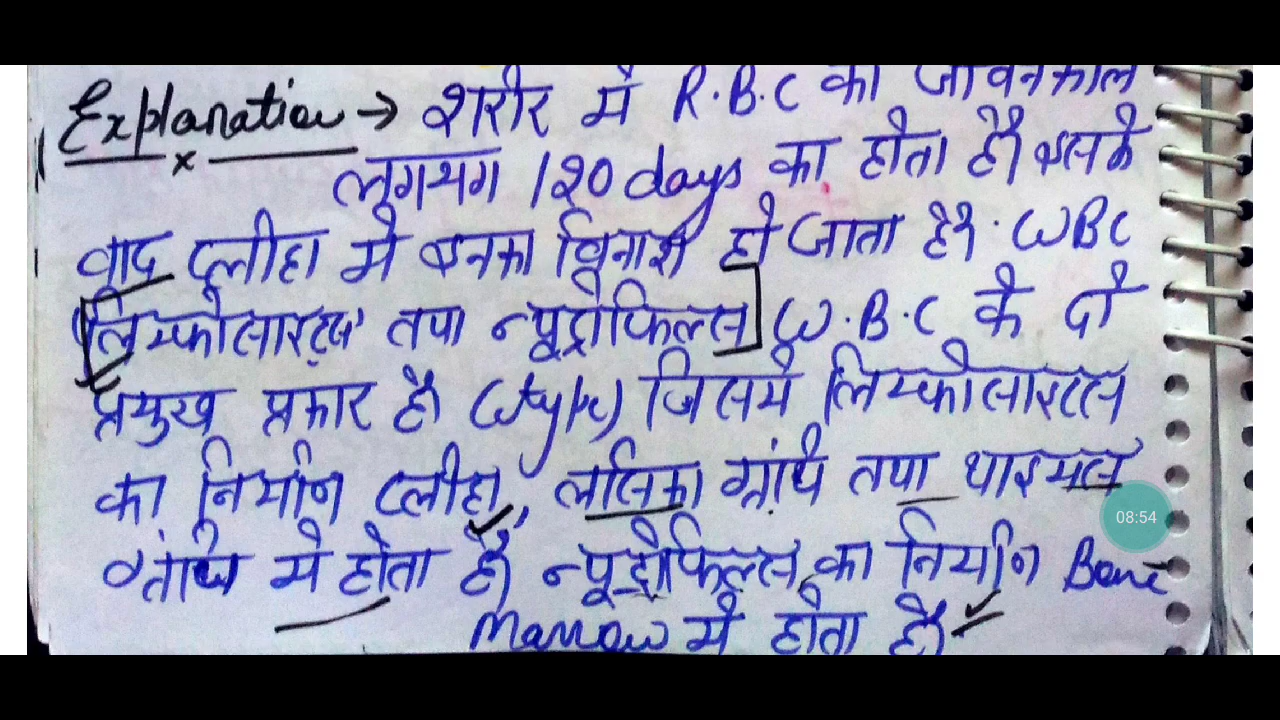 Explanation → शरीर मे R.B.C का जीवनकाल
लगभग 120 days का होता है। इसके
बाद प्लीहा मे इनका विनाश हो जाता है। WBC
'लिम्फोसाइट्स' तथा न्यूट्रोफिल्स] W.B.C के दो
प्रमुख प्रकार है। (type) जिसमे लिम्फोसाइट्स
का निर्माण प्लीहा, लसिका ग्रंथि तथा थाइमस
ग्रंथि मे होता है। न्यूट्रोफिल्स का निर्माण Bone
Marrow मे होता है।
08:54